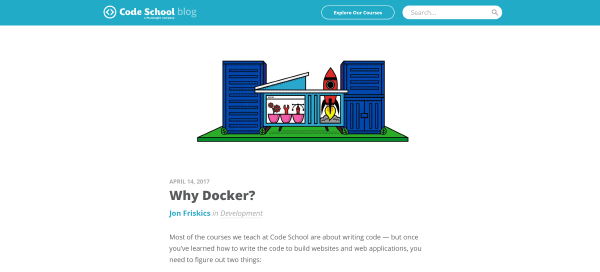 Code School blog
A Pluralsight Company
Explore Our Courses
Search...
APRIL 14, 2017
Why Docker?
Jon Friskics in Development
Most of the courses we teach at Code School are about writing code — but once
you've learned how to write the code to build websites and web applications, you
need to figure out two things: